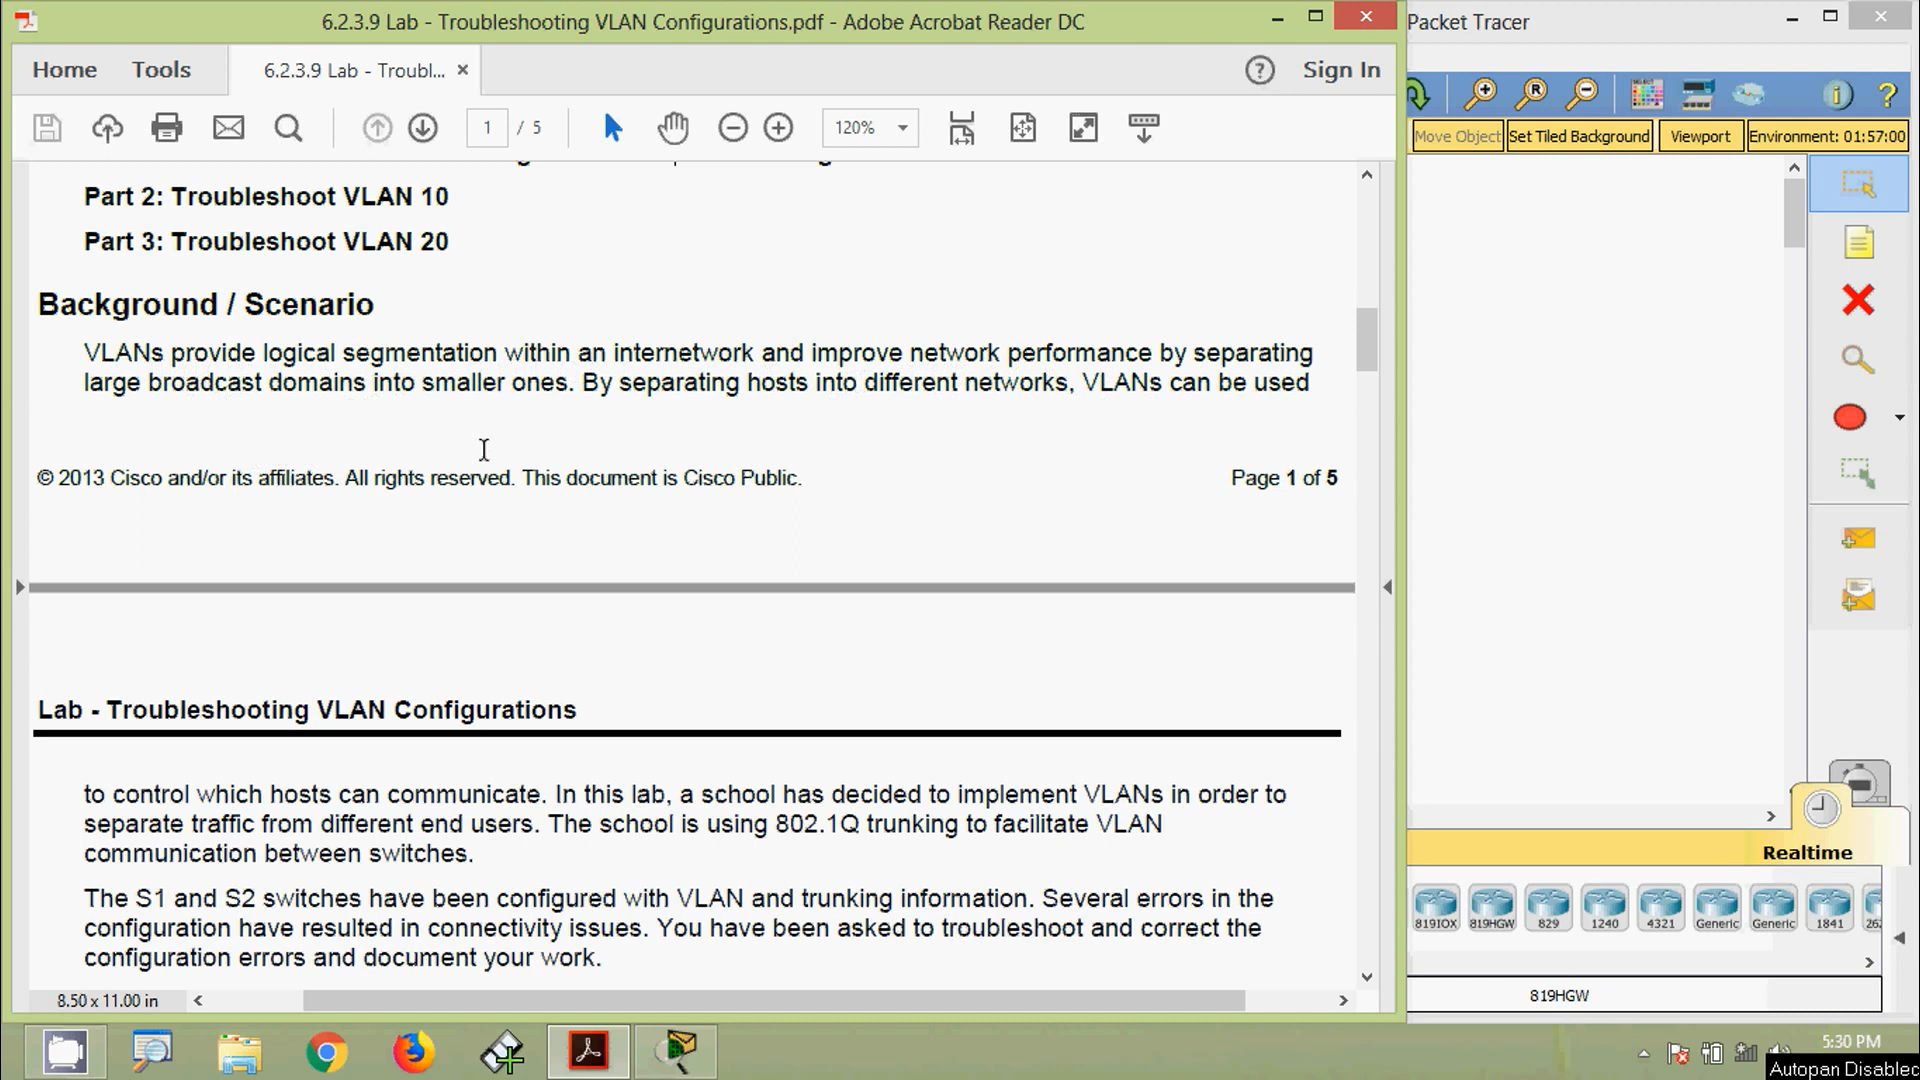 6.2.3.9 Lab - Troubleshooting VLAN Configurations.pdf - Adobe Acrobat Reader DC
Packet Tracer
Home
Tools
6.2.3.9 Lab - Troubl...
Sign In
1 / 5
120%
Move Object
Set Tiled Background
Viewport
Environment: 01:57:00
Part 2: Troubleshoot VLAN 10
Part 3: Troubleshoot VLAN 20
Background / Scenario
VLANs provide logical segmentation within an internetwork and improve network performance by separating
large broadcast domains into smaller ones. By separating hosts into different networks, VLANs can be used
© 2013 Cisco and/or its affiliates. All rights reserved. This document is Cisco Public.
Page 1 of 5
Lab - Troubleshooting VLAN Configurations
to control which hosts can communicate. In this lab, a school has decided to implement VLANs in order to
separate traffic from different end users. The school is using 802.1Q trunking to facilitate VLAN
communication between switches.
The S1 and S2 switches have been configured with VLAN and trunking information. Several errors in the
configuration have resulted in connectivity issues. You have been asked to troubleshoot and correct the
configuration errors and document your work.
8.50 x 11.00 in
Realtime
819IOX
819HGW
829
1240
4321
Generic
Generic
1841
262
819HGW
5:30 PM
Autopan Disabled